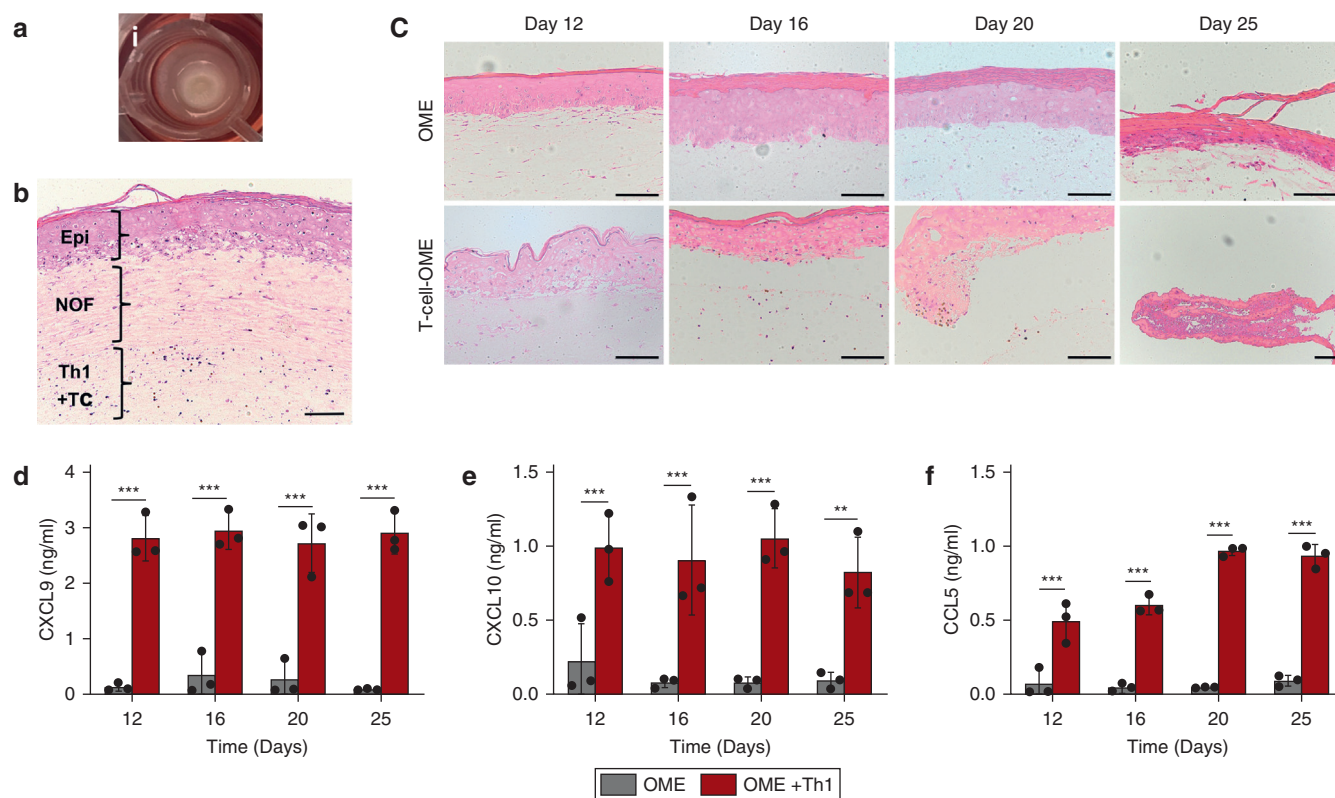 a
i
b
Epi
NOF
Th1
+TC
C
Day 12
Day 16
Day 20
Day 25
OME
T-cell-OME
d
CXCL9 (ng/ml)
4
3
2
1
0
***
***
***
***
12
16
20
25
Time (Days)
e
CXCL10 (ng/ml)
1.5
1.0
0.5
0.0
***
***
***
**
12
16
20
25
Time (Days)
f
CCL5 (ng/ml)
1.5
1.0
0.5
0.0
***
***
***
***
12
16
20
25
Time (Days)
OME
OME +Th1